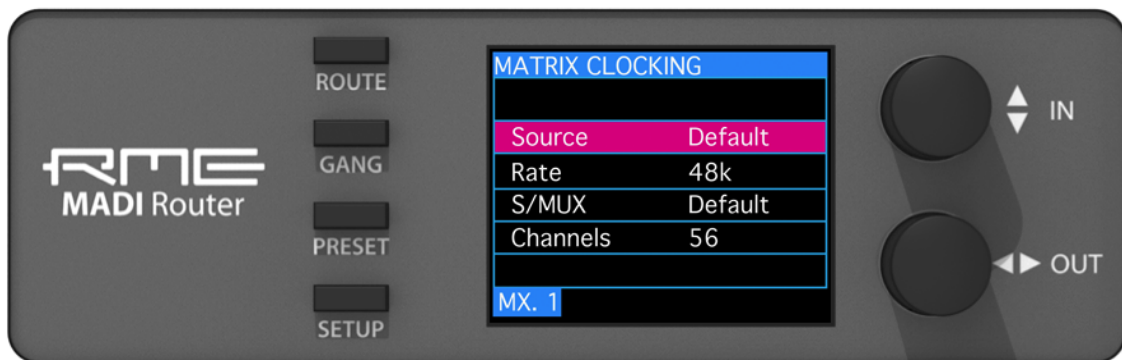 RME
MADI Router
ROUTE
GANG
PRESET
SETUP
MATRIX CLOCKING
Source Default
Rate 48k
S/MUX Default
Channels 56
MX. 1
IN
OUT